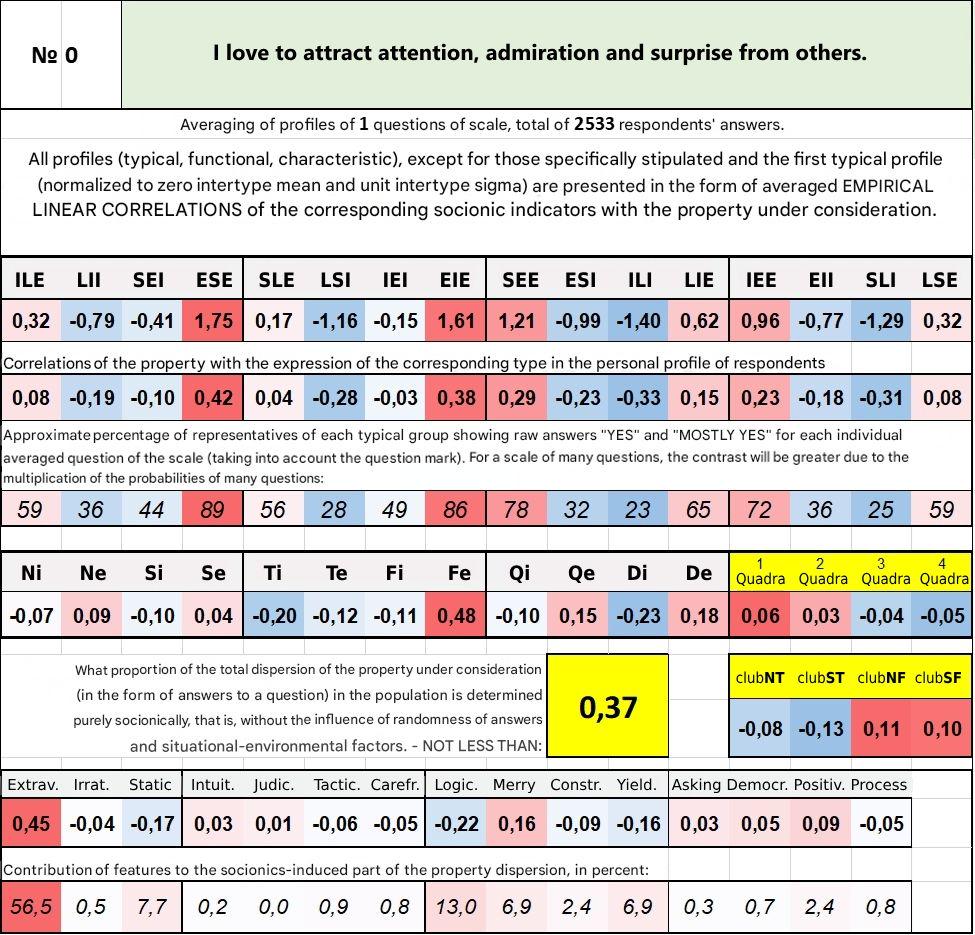 № 0
I love to attract attention, admiration and surprise from others.
Averaging of profiles of 1 questions of scale, total of 2533 respondents' answers.
All profiles (typical, functional, characteristic), except for those specifically stipulated and the first typical profile
(normalized to zero intertype mean and unit intertype sigma) are presented in the form of averaged EMPIRICAL
LINEAR CORRELATIONS of the corresponding socionic indicators with the property under consideration.
ILE LII SEI ESE SLE LSI IEI EIE SEE ESI ILI LIE IEE EII SLI LSE
0,32 -0,79 -0,41 1,75 0,17 -1,16 -0,15 1,61 1,21 -0,99 -1,40 0,62 0,96 -0,77 -1,29 0,32
Correlations of the property with the expression of the corresponding type in the personal profile of respondents
0,08 -0,19 -0,10 0,42 0,04 -0,28 -0,03 0,38 0,29 -0,23 -0,33 0,15 0,23 -0,18 -0,31 0,08
Approximate percentage of representatives of each typical group showing raw answers "YES" and "MOSTLY YES" for each individual
averaged question of the scale (taking into account the question mark). For a scale of many questions, the contrast will be greater due to the
multiplication of the probabilities of many questions:
59 36 44 89 56 28 49 86 78 32 23 65 72 36 25 59
Ni Ne Si Se Ti Te Fi Fe Qi Qe Di De 1 Quadra 2 Quadra 3 Quadra 4 Quadra
-0,07 0,09 -0,10 0,04 -0,20 -0,12 -0,11 0,48 -0,10 0,15 -0,23 0,18 0,06 0,03 -0,04 -0,05
What proportion of the total dispersion of the property under consideration
(in the form of answers to a question) in the population is determined
purely socionically, that is, without the influence of randomness of answers
and situational-environmental factors. - NOT LESS THAN:
0,37
clubNT clubST clubNF clubSF
-0,08 -0,13 0,11 0,10
Extrav. Irrat. Static Intuit. Judic. Tactic. Carefr. Logic. Merry Constr. Yield. Asking Democr. Positiv. Process
0,45 -0,04 -0,17 0,03 0,01 -0,06 -0,05 -0,22 0,16 -0,09 -0,16 0,03 0,05 0,09 -0,05
Contribution of features to the socionics-induced part of the property dispersion, in percent:
56,5 0,5 7,7 0,2 0,0 0,9 0,8 13,0 6,9 2,4 6,9 0,3 0,7 2,4 0,8